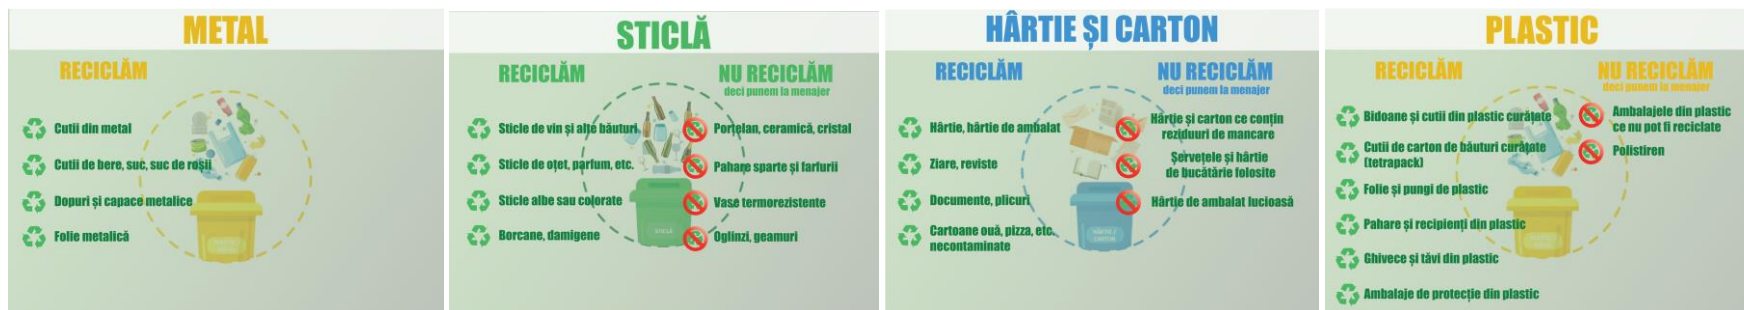 METAL
RECICLĂM
Cutii din metal
Cutii de bere, suc, suc de roșii
Dopuri și capace metalice
Folie metalică
STICLĂ
RECICLĂM
NU RECICLĂM
deci punem la menajer
Sticle de vin și alte băuturi
Sticle de oțet, parfum, etc.
Sticle albe sau colorate
Borcane, damigene
Porțelan, ceramică, cristal
Pahare sparte și farfurii
Vase termorezistente
Oglinzi, geamuri
STICLĂ
HÂRTIE ȘI CARTON
RECICLĂM
NU RECICLĂM
deci punem la menajer
Hârtie, hârtie de ambalat
Ziare, reviste
Documente, plicuri
Cartoane ouă, pizza, etc.
necontaminate
Hârtie și carton ce conțin
reziduuri de mancare
Șervețele și hârtie
de bucătărie folosite
Hârtie de ambalat lucioasă
HÂRTIE /
CARTON
PLASTIC
RECICLĂM
NU RECICLĂM
deci punem la menajer
Bidoane și cutii din plastic curățate
Cutii de carton de băuturi curățate
(tetrapack)
Folie și pungi de plastic
Pahare și recipienți din plastic
Ghivece și tăvi din plastic
Ambalaje de protecție din plastic
Ambalajele din plastic
ce nu pot fi reciclate
Polistiren